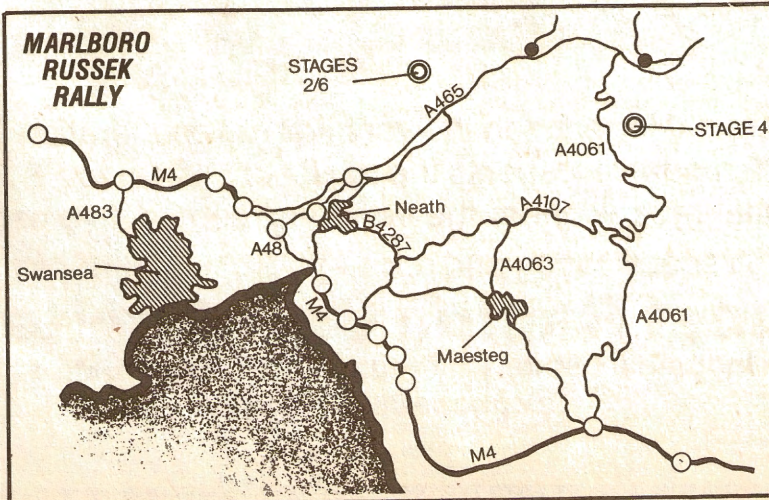 MARLBORO
RUSSEK
RALLY
STAGES
2/6
A465
STAGE 4
A4061
M4
A483
Neath
A4107
B4287
A48
A4063
Swansea
M4
A4061
Maesteg
M4